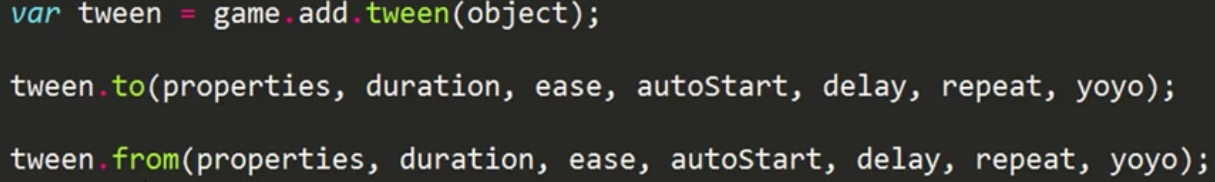 var tween = game.add.tween(object);
tween.to(properties, duration, ease, autoStart, delay, repeat, yoyo);
tween.from(properties, duration, ease, autoStart, delay, repeat, yoyo);